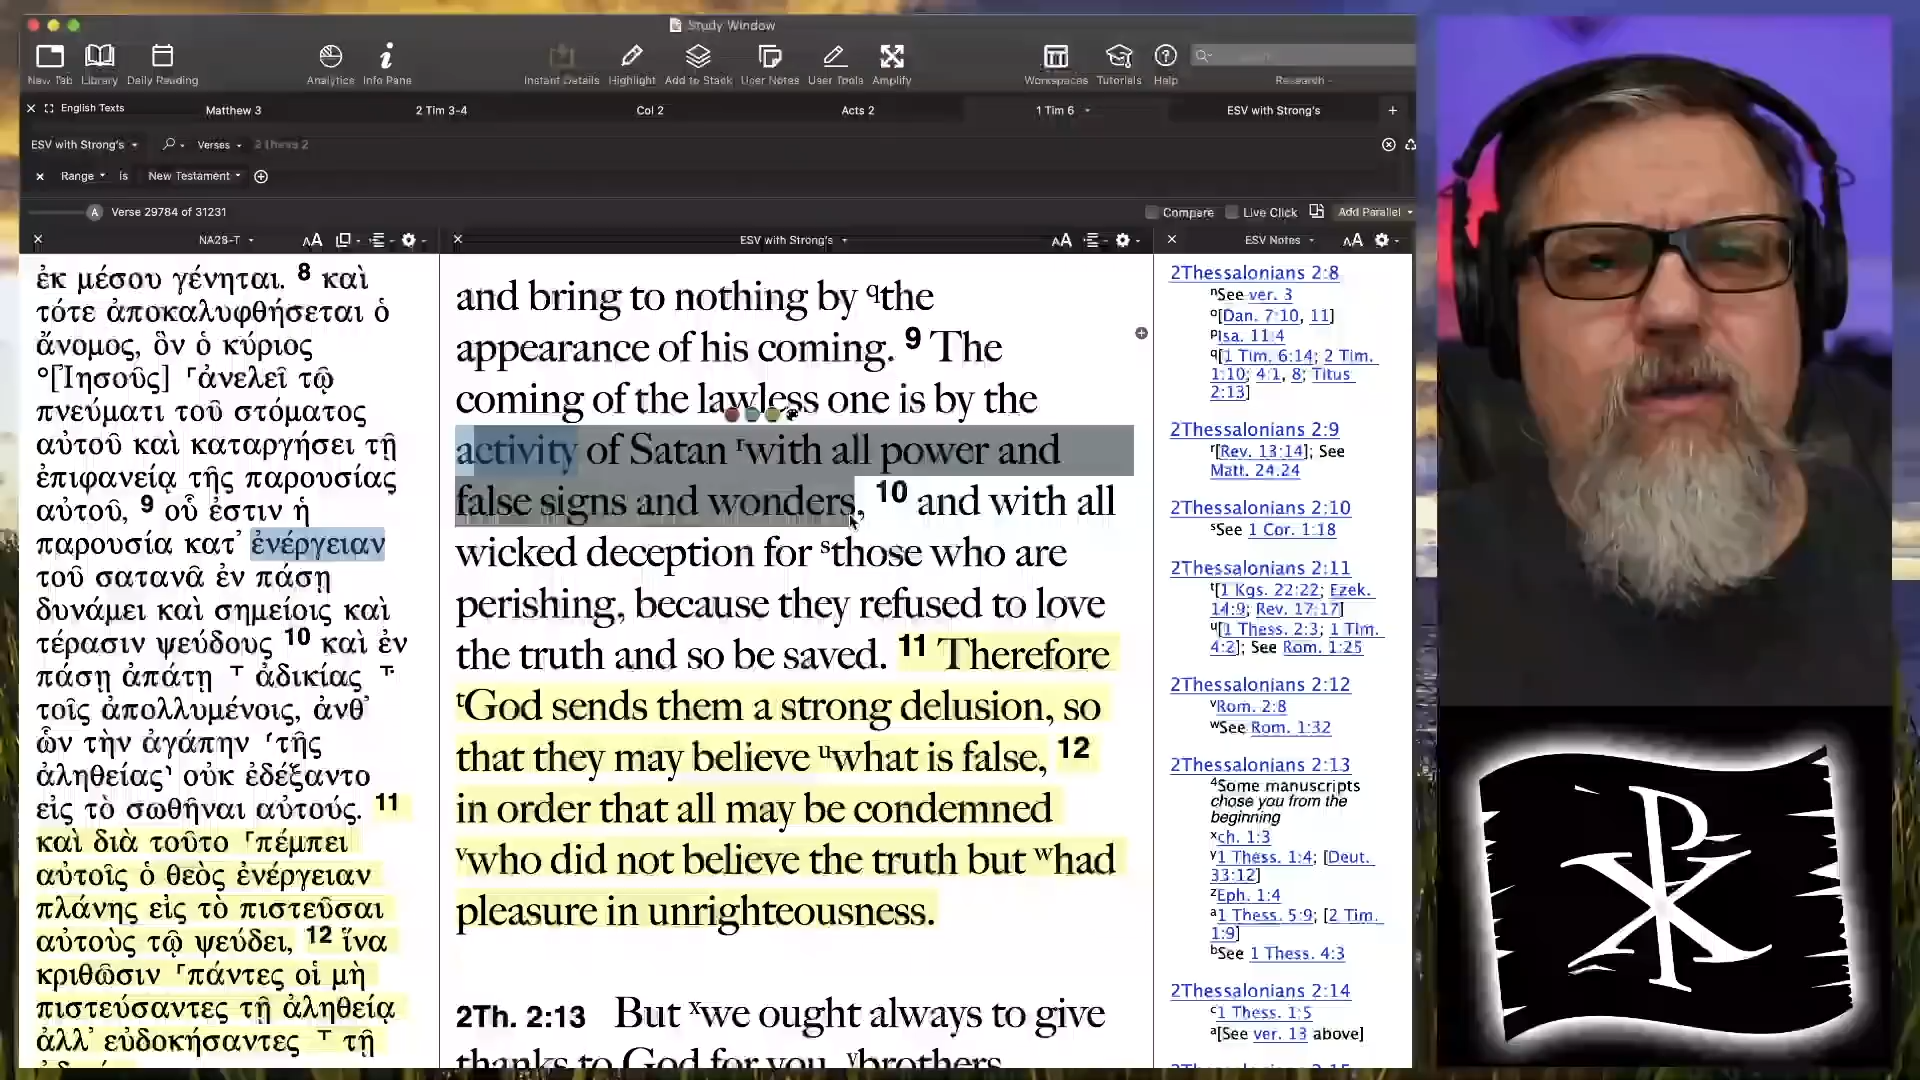 Study Window
New Tab Library Daily Reading Analytics Info Pane Instant Details Highlight Add to Stack User Notes User Tools Amplify Workspaces Tutorials Help
Research
English Texts Matthew 3 2 Tim 3-4 Col 2 Acts 2 1 Tim 6 ESV with Strong's
ESV with Strong's Verses 2 Thess 2
Range is New Testament
A Verse 29784 of 31231 Compare Live Click Add Parallel
NA28-T
ἐκ μέσου γένηται. 8 καὶ
τότε ἀποκαλυφθήσεται ὁ
ἄνομος, ὃν ὁ κύριος
°[Ἰησοῦς] ⸀ἀνελεῖ τῷ
πνεύματι τοῦ στόματος
αὐτοῦ καὶ καταργήσει τῇ
ἐπιφανείᾳ τῆς παρουσίας
αὐτοῦ, 9 οὗ ἐστιν ἡ
παρουσία κατʼ ἐνέργειαν
τοῦ σατανᾶ ἐν πάσῃ
δυνάμει καὶ σημείοις καὶ
τέρασιν ψεύδους 10 καὶ ἐν
πάσῃ ἀπάτῃ ⸆ ἀδικίας ⸇
τοῖς ἀπολλυμένοις, ἀνθʼ
ὧν τὴν ἀγάπην ⸂τῆς
ἀληθείας⸃ οὐκ ἐδέξαντο
εἰς τὸ σωθῆναι αὐτούς. 11
καὶ διὰ τοῦτο ⸀πέμπει
αὐτοῖς ὁ θεὸς ἐνέργειαν
πλάνης εἰς τὸ πιστεῦσαι
αὐτοὺς τῷ ψεύδει, 12 ἵνα
κριθῶσιν ⸀πάντες οἱ μὴ
πιστεύσαντες τῇ ἀληθείᾳ
ἀλλʼ εὐδοκήσαντες ⸆ τῇ
ESV with Strong's
and bring to nothing by qthe
appearance of his coming. 9 The
coming of the lawless one is by the
activity of Satan rwith all power and
false signs and wonders, 10 and with all
wicked deception for sthose who are
perishing, because they refused to love
the truth and so be saved. 11 Therefore
tGod sends them a strong delusion, so
that they may believe uwhat is false, 12
in order that all may be condemned
vwho did not believe the truth but whad
pleasure in unrighteousness.
2Th. 2:13 But xwe ought always to give
thanks to God for you, ybrothers
ESV Notes
2Thessalonians 2:8
nSee ver. 3
o[Dan. 7:10, 11]
pIsa. 11:4
q[1 Tim. 6:14; 2 Tim.
1:10; 4:1, 8; Titus
2:13]
2Thessalonians 2:9
r[Rev. 13:14]; See
Matt. 24:24
2Thessalonians 2:10
sSee 1 Cor. 1:18
2Thessalonians 2:11
t[1 Kgs. 22:22; Ezek.
14:9; Rev. 17:17]
u[1 Thess. 2:3; 1 Tim.
4:2]; See Rom. 1:25
2Thessalonians 2:12
vRom. 2:8
wSee Rom. 1:32
2Thessalonians 2:13
4Some manuscripts
chose you from the
beginning
xch. 1:3
y1 Thess. 1:4; [Deut.
33:12]
zEph. 1:4
a1 Thess. 5:9; [2 Tim.
1:9]
bSee 1 Thess. 4:3
2Thessalonians 2:14
c1 Thess. 1:5
a[See ver. 13 above]
2Thessalonians 2:15